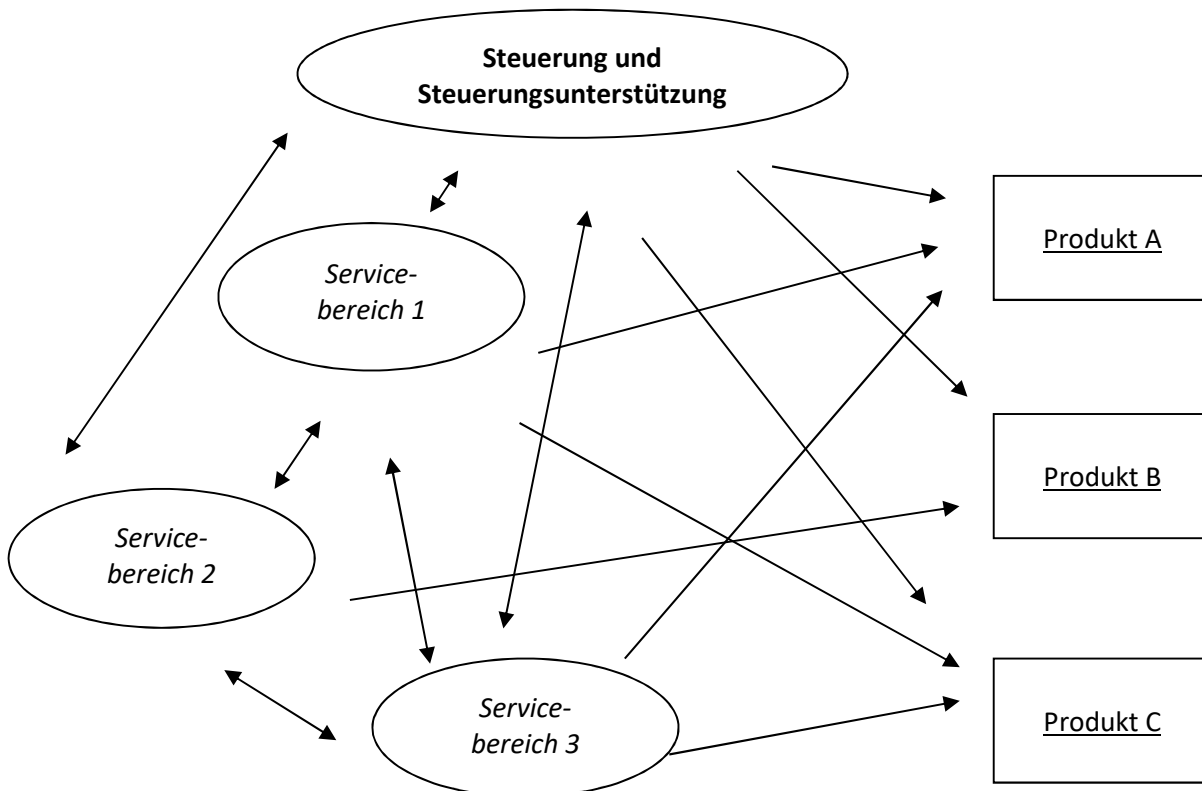 Steuerung und
Steuerungsunterstützung
Produkt A
Service-
bereich 1
Produkt B
Service-
bereich 2
Service-
bereich 3
Produkt C